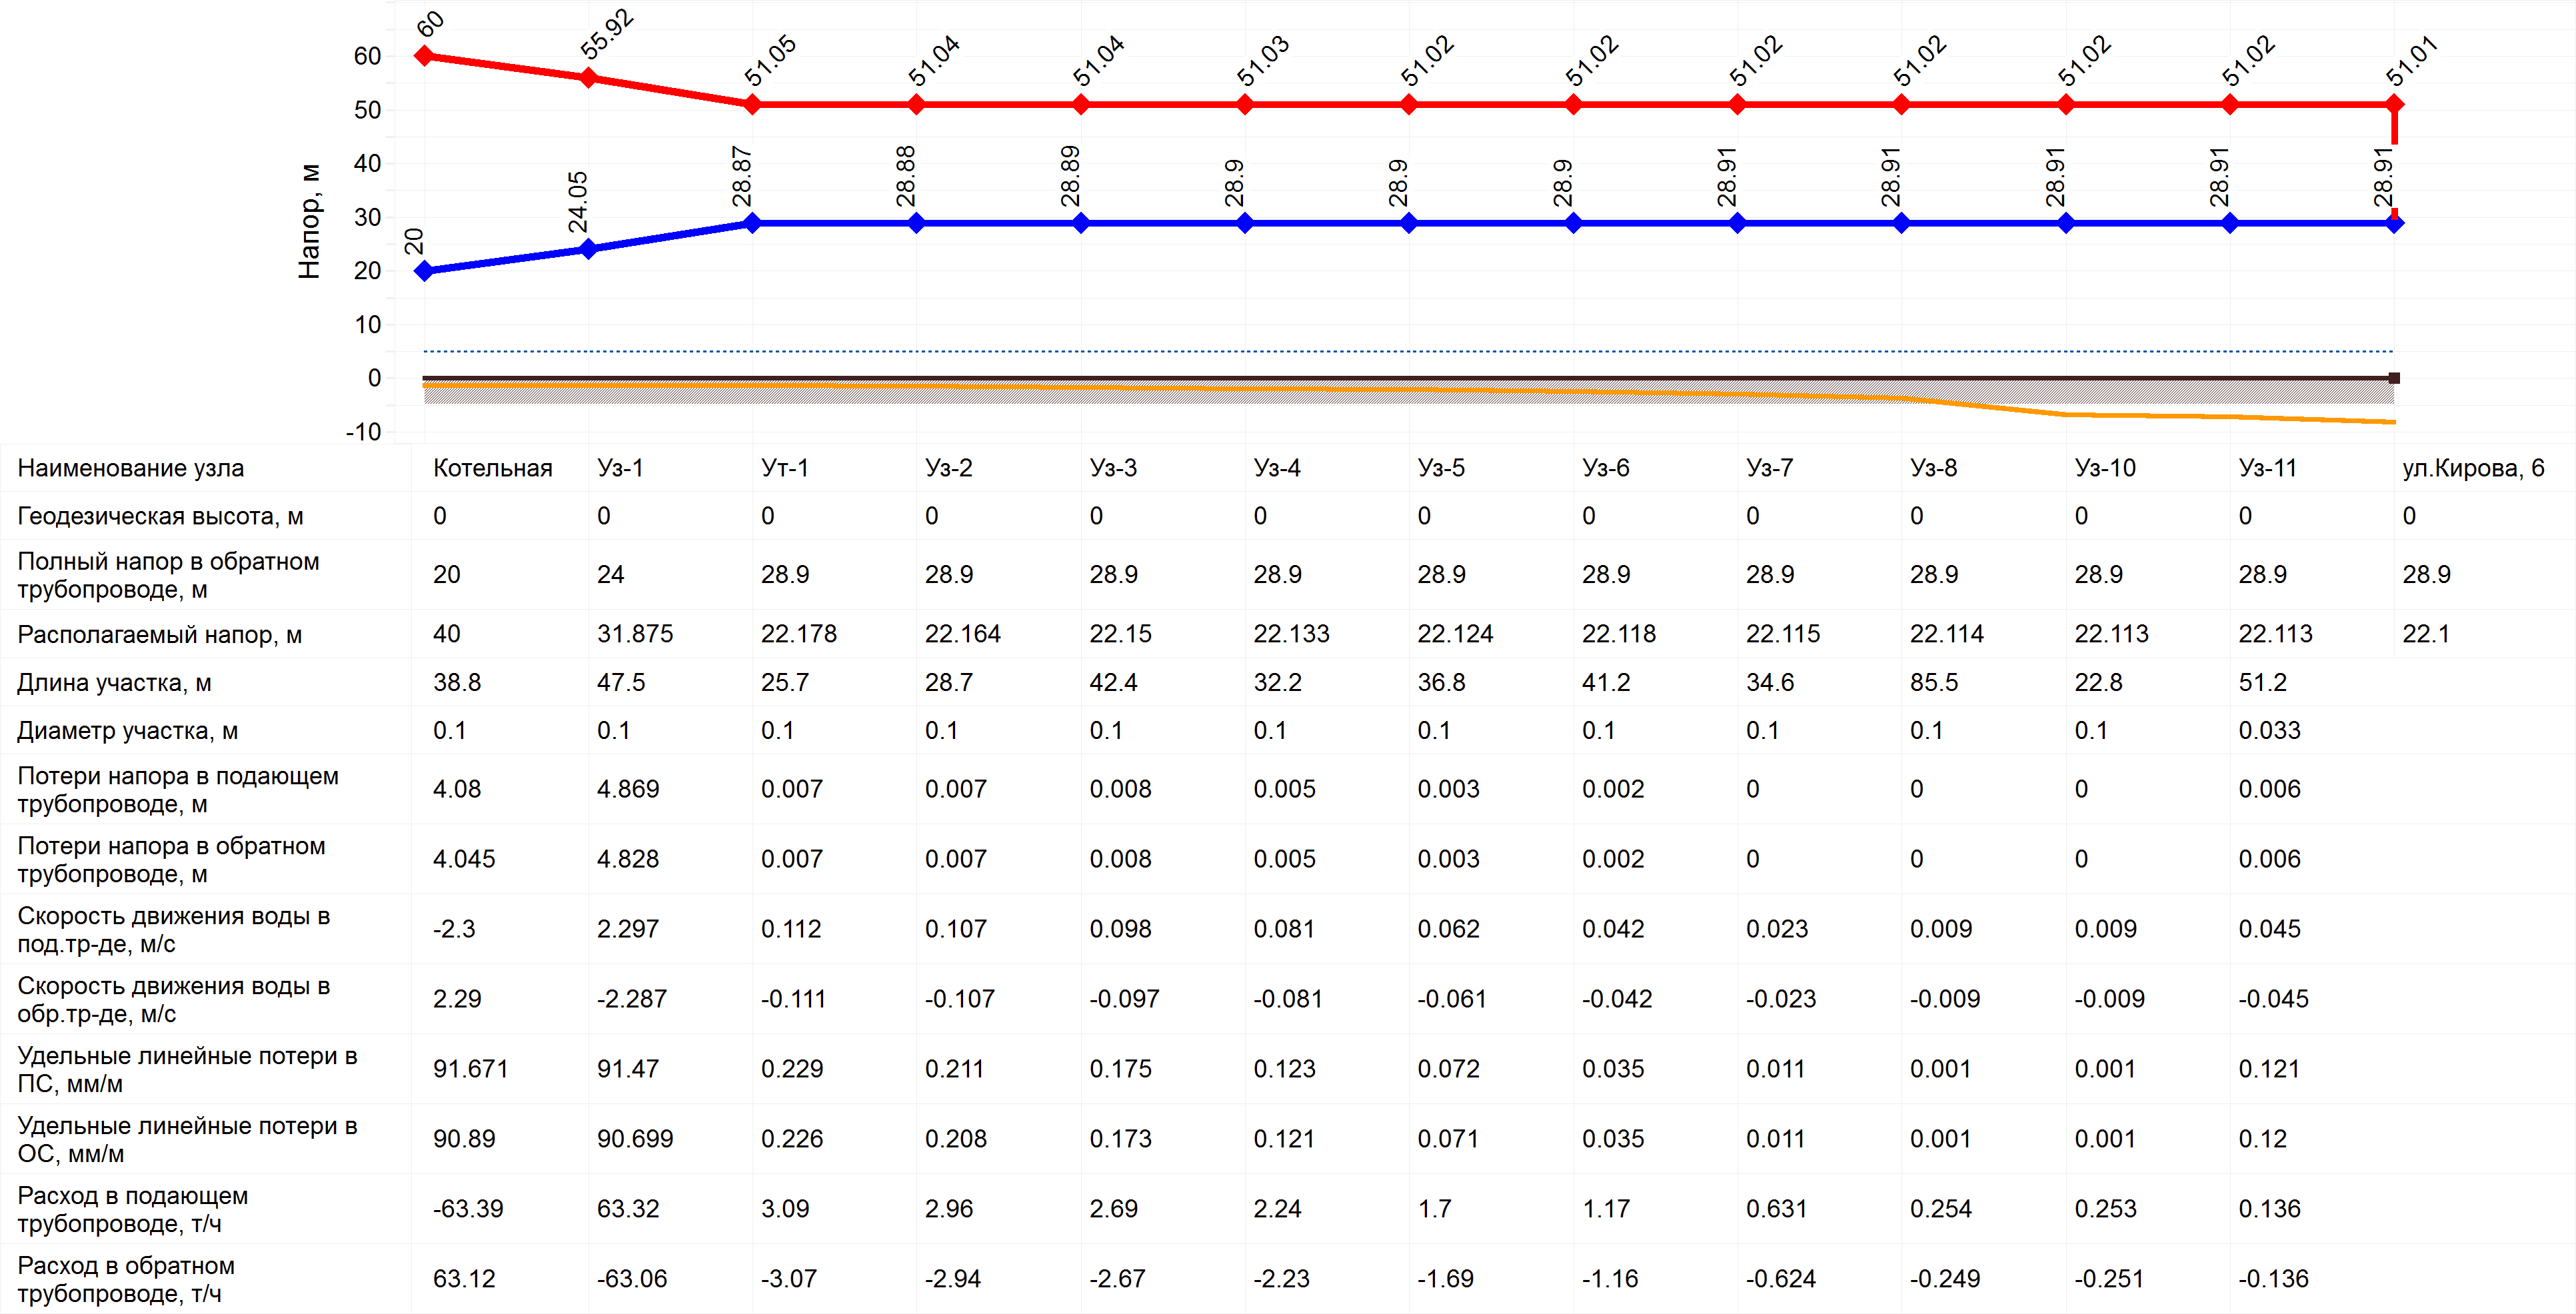 60 55.92 51.05 51.04 51.04 51.03 51.02 51.02 51.02 51.02 51.02 51.02 51.01
60
50
40
30
20
10
0
-10
Напор, м
20 24.05 28.87 28.88 28.89 28.9 28.9 28.9 28.91 28.91 28.91 28.91 28.91
Наименование узла Котельная Уз-1 Ут-1 Уз-2 Уз-3 Уз-4 Уз-5 Уз-6 Уз-7 Уз-8 Уз-10 Уз-11 ул.Кирова, 6
Геодезическая высота, м 0 0 0 0 0 0 0 0 0 0 0 0 0
Полный напор в обратном
трубопроводе, м 20 24 28.9 28.9 28.9 28.9 28.9 28.9 28.9 28.9 28.9 28.9 28.9
Располагаемый напор, м 40 31.875 22.178 22.164 22.15 22.133 22.124 22.118 22.115 22.114 22.113 22.113 22.1
Длина участка, м 38.8 47.5 25.7 28.7 42.4 32.2 36.8 41.2 34.6 85.5 22.8 51.2
Диаметр участка, м 0.1 0.1 0.1 0.1 0.1 0.1 0.1 0.1 0.1 0.1 0.1 0.033
Потери напора в подающем
трубопроводе, м 4.08 4.869 0.007 0.007 0.008 0.005 0.003 0.002 0 0 0 0.006
Потери напора в обратном
трубопроводе, м 4.045 4.828 0.007 0.007 0.008 0.005 0.003 0.002 0 0 0 0.006
Скорость движения воды в
под.тр-де, м/с -2.3 2.297 0.112 0.107 0.098 0.081 0.062 0.042 0.023 0.009 0.009 0.045
Скорость движения воды в
обр.тр-де, м/с 2.29 -2.287 -0.111 -0.107 -0.097 -0.081 -0.061 -0.042 -0.023 -0.009 -0.009 -0.045
Удельные линейные потери в
ПС, мм/м 91.671 91.47 0.229 0.211 0.175 0.123 0.072 0.035 0.011 0.001 0.001 0.121
Удельные линейные потери в
ОС, мм/м 90.89 90.699 0.226 0.208 0.173 0.121 0.071 0.035 0.011 0.001 0.001 0.12
Расход в подающем
трубопроводе, т/ч -63.39 63.32 3.09 2.96 2.69 2.24 1.7 1.17 0.631 0.254 0.253 0.136
Расход в обратном
трубопроводе, т/ч 63.12 -63.06 -3.07 -2.94 -2.67 -2.23 -1.69 -1.16 -0.624 -0.249 -0.251 -0.136